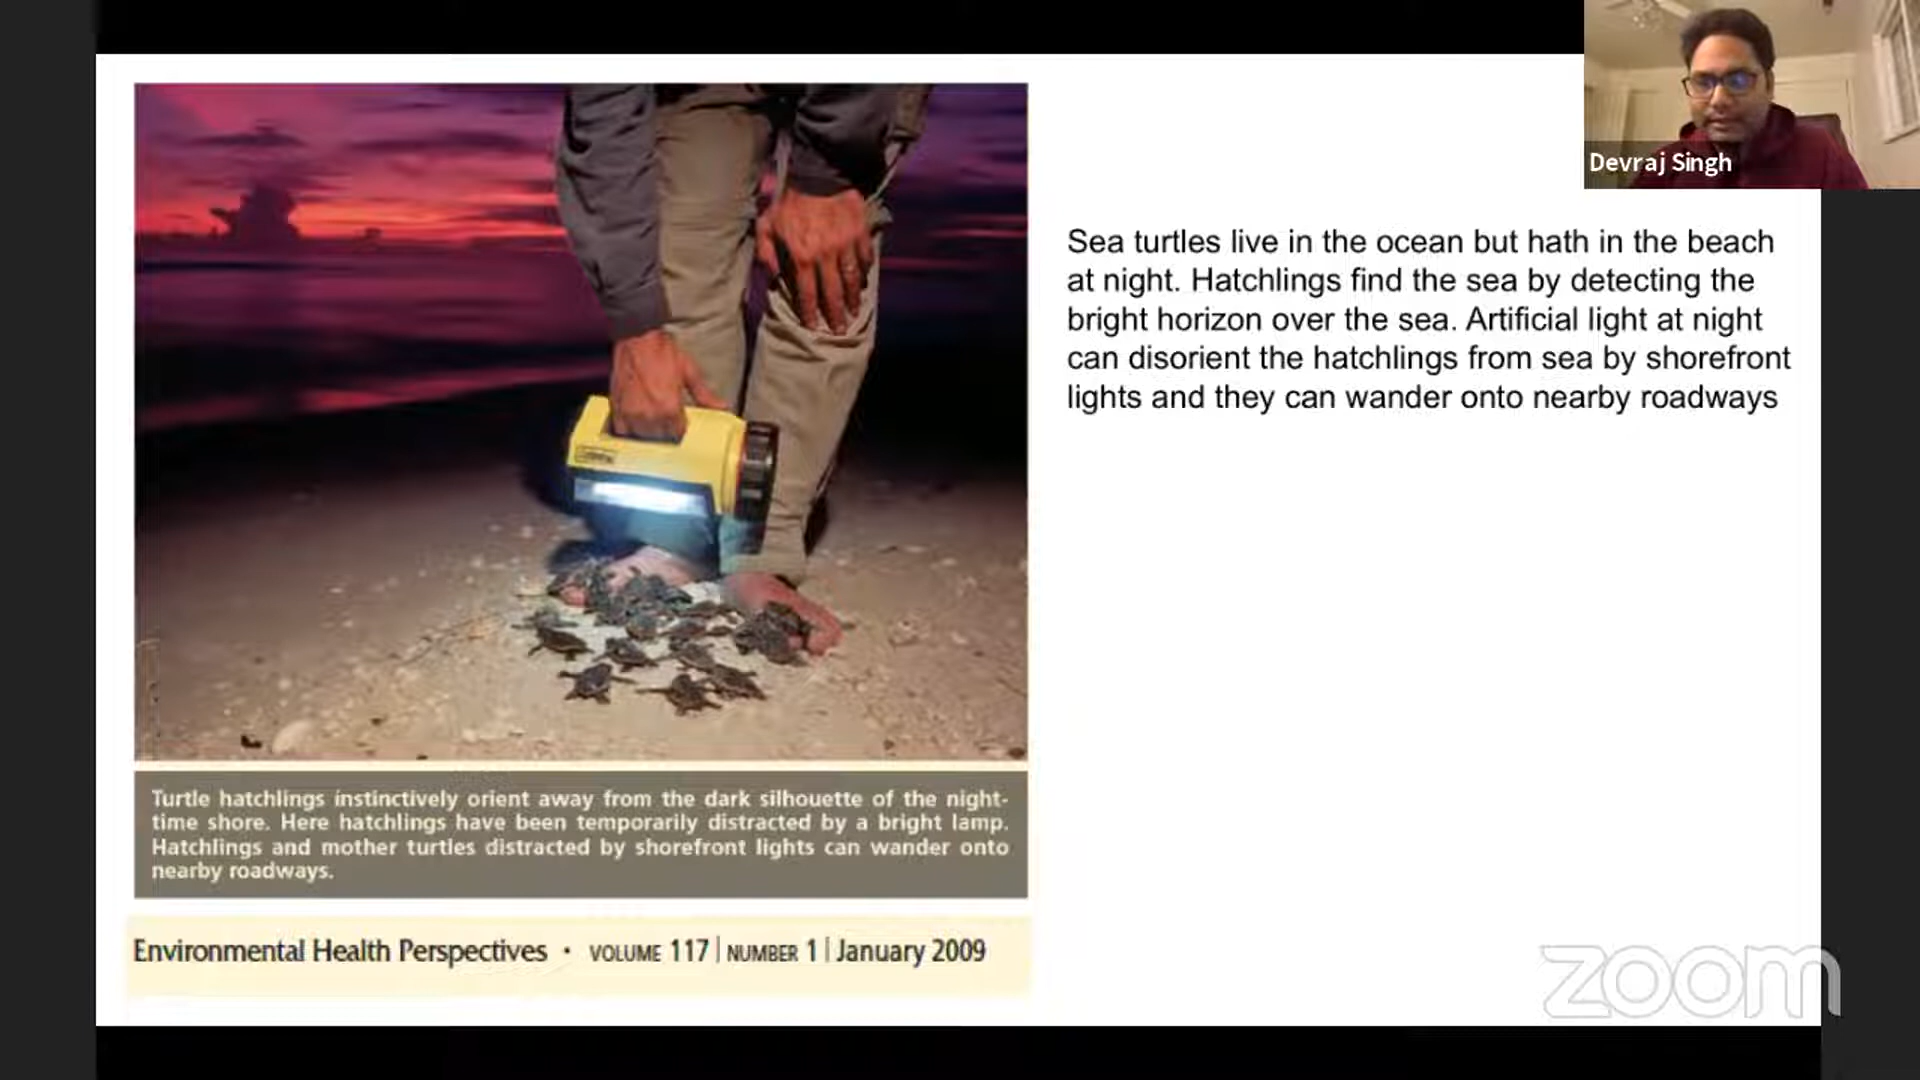 Devraj Singh
Sea turtles live in the ocean but hath in the beach
at night. Hatchlings find the sea by detecting the
bright horizon over the sea. Artificial light at night
can disorient the hatchlings from sea by shorefront
lights and they can wander onto nearby roadways
Turtle hatchlings instinctively orient away from the dark silhouette of the night-
time shore. Here hatchlings have been temporarily distracted by a bright lamp.
Hatchlings and mother turtles distracted by shorefront lights can wander onto
nearby roadways.
Environmental Health Perspectives • VOLUME 117 | NUMBER 1 | January 2009
zoom